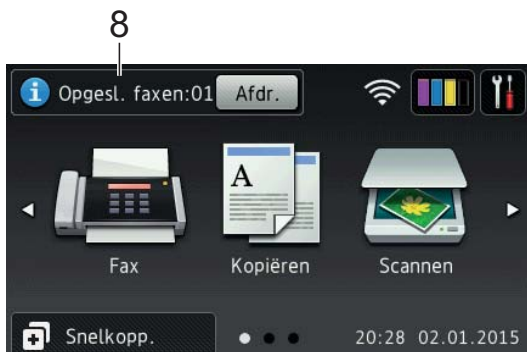 8
Opgesl. faxen:01 Afdr.
A
Fax Kopiëren Scannen
Snelkopp. 20:28 02.01.2015